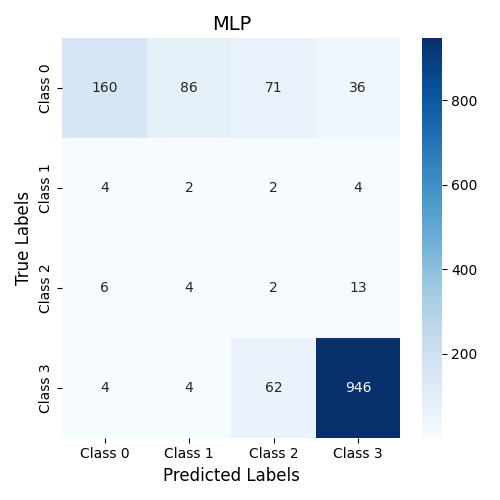 MLP
True Labels
Class 0 160 86 71 36
Class 1 4 2 2 4
Class 2 6 4 2 13
Class 3 4 4 62 946
Class 0 Class 1 Class 2 Class 3
Predicted Labels
800
600
400
200